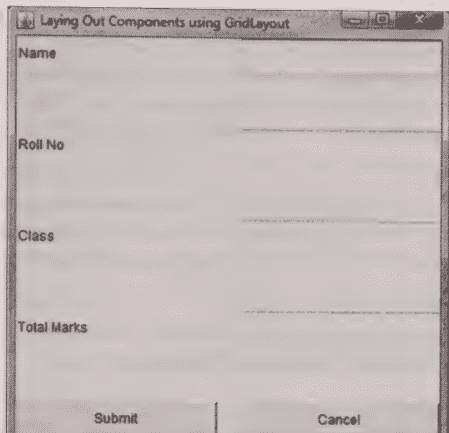 Laying Out Components using GridLayout
Name
Roll No
Class
Total Marks
Submit
Cancel